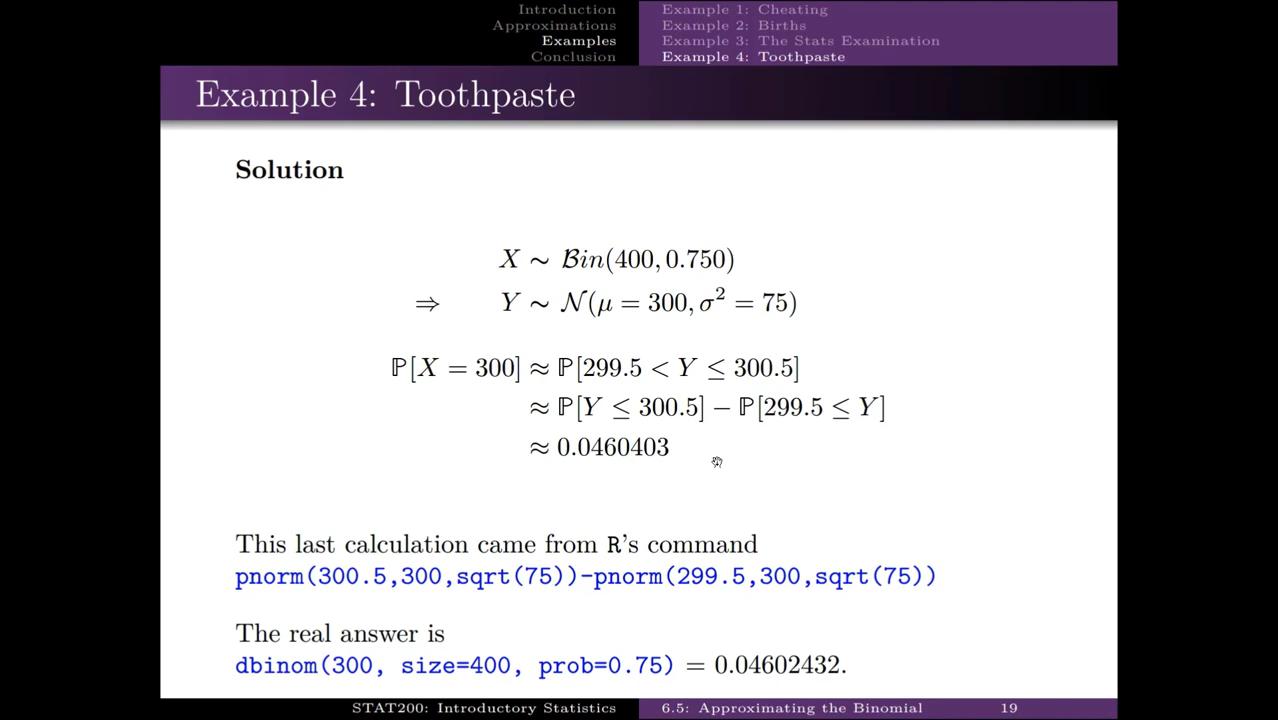 Introduction
Approximations
Examples
Conclusion
Example 1: Cheating
Example 2: Births
Example 3: The Stats Examination
Example 4: Toothpaste
Example 4: Toothpaste
Solution
X ∼ Bin(400, 0.750)
⇒ Y ∼ N(μ = 300, σ² = 75)
ℙ[X = 300] ≈ ℙ[299.5 < Y ≤ 300.5]
≈ ℙ[Y ≤ 300.5] − ℙ[299.5 ≤ Y]
≈ 0.0460403
This last calculation came from R's command
pnorm(300.5,300,sqrt(75))-pnorm(299.5,300,sqrt(75))
The real answer is
dbinom(300, size=400, prob=0.75) = 0.04602432.
STAT200: Introductory Statistics
6.5: Approximating the Binomial
19